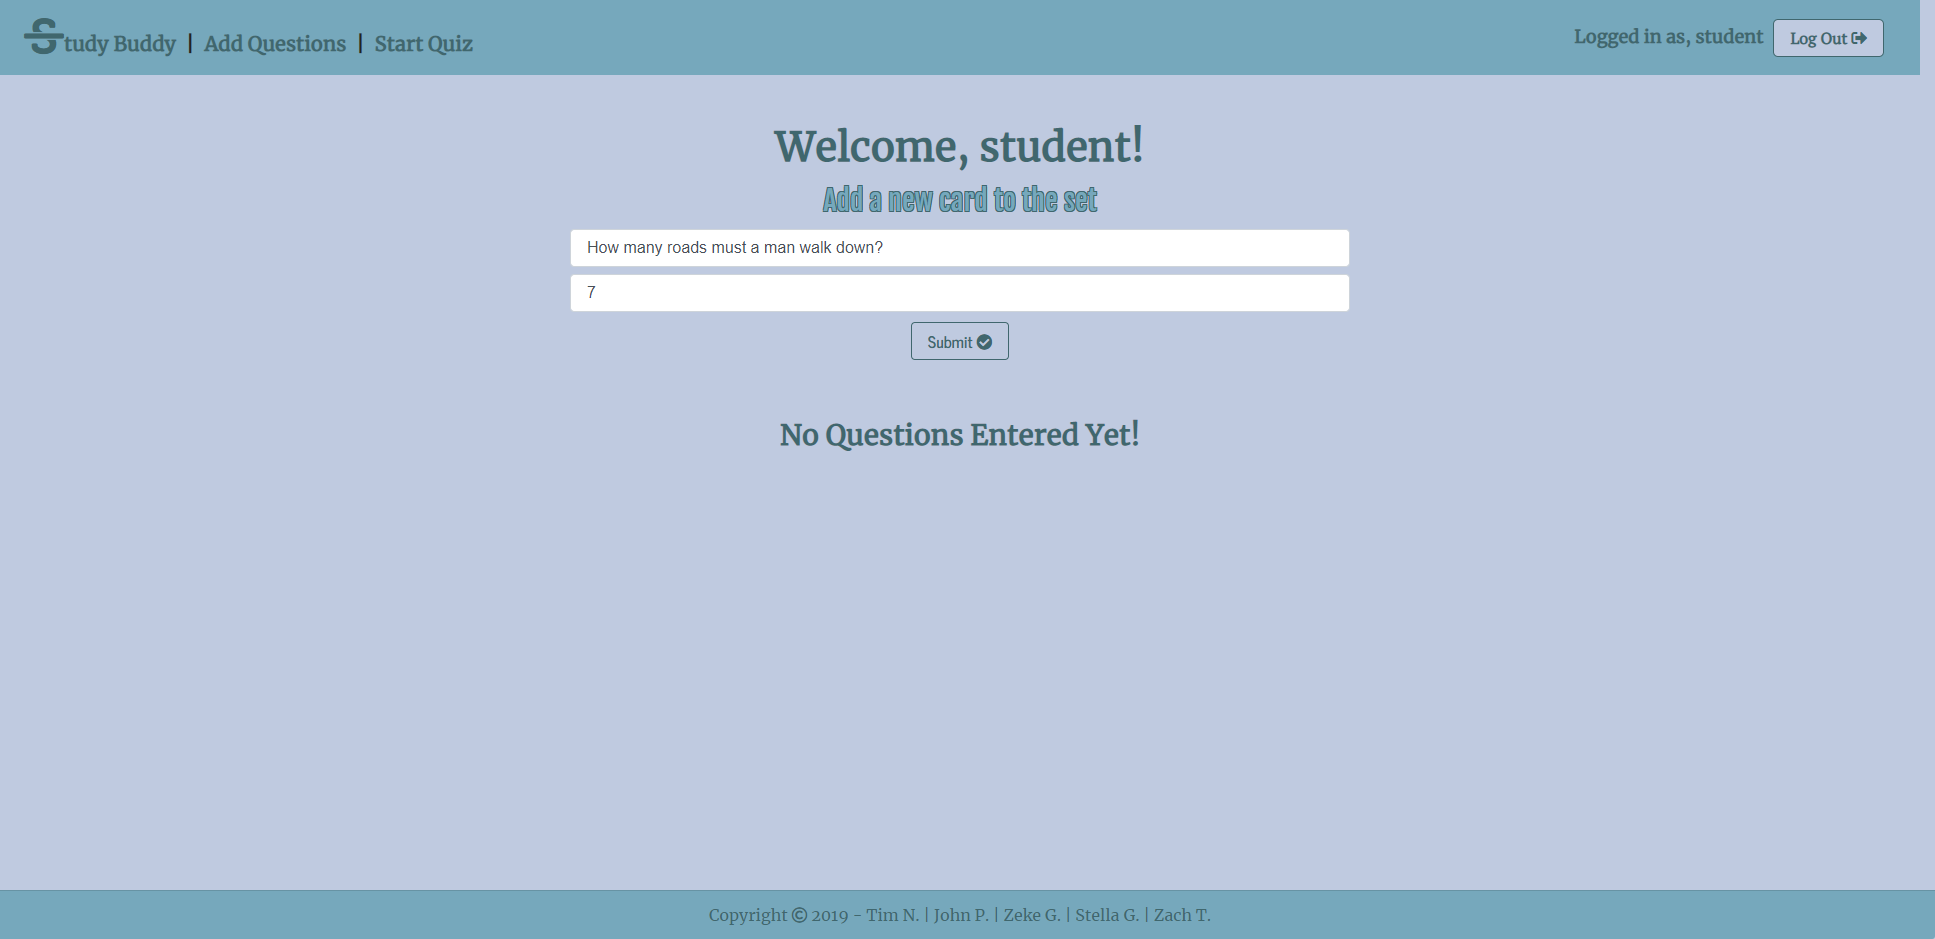 Study Buddy | Add Questions | Start Quiz
Logged in as, student Log Out
Welcome, student!
Add a new card to the set
How many roads must a man walk down?
7
Submit
No Questions Entered Yet!
Copyright © 2019 - Tim N. | John P. | Zeke G. | Stella G. | Zach T.